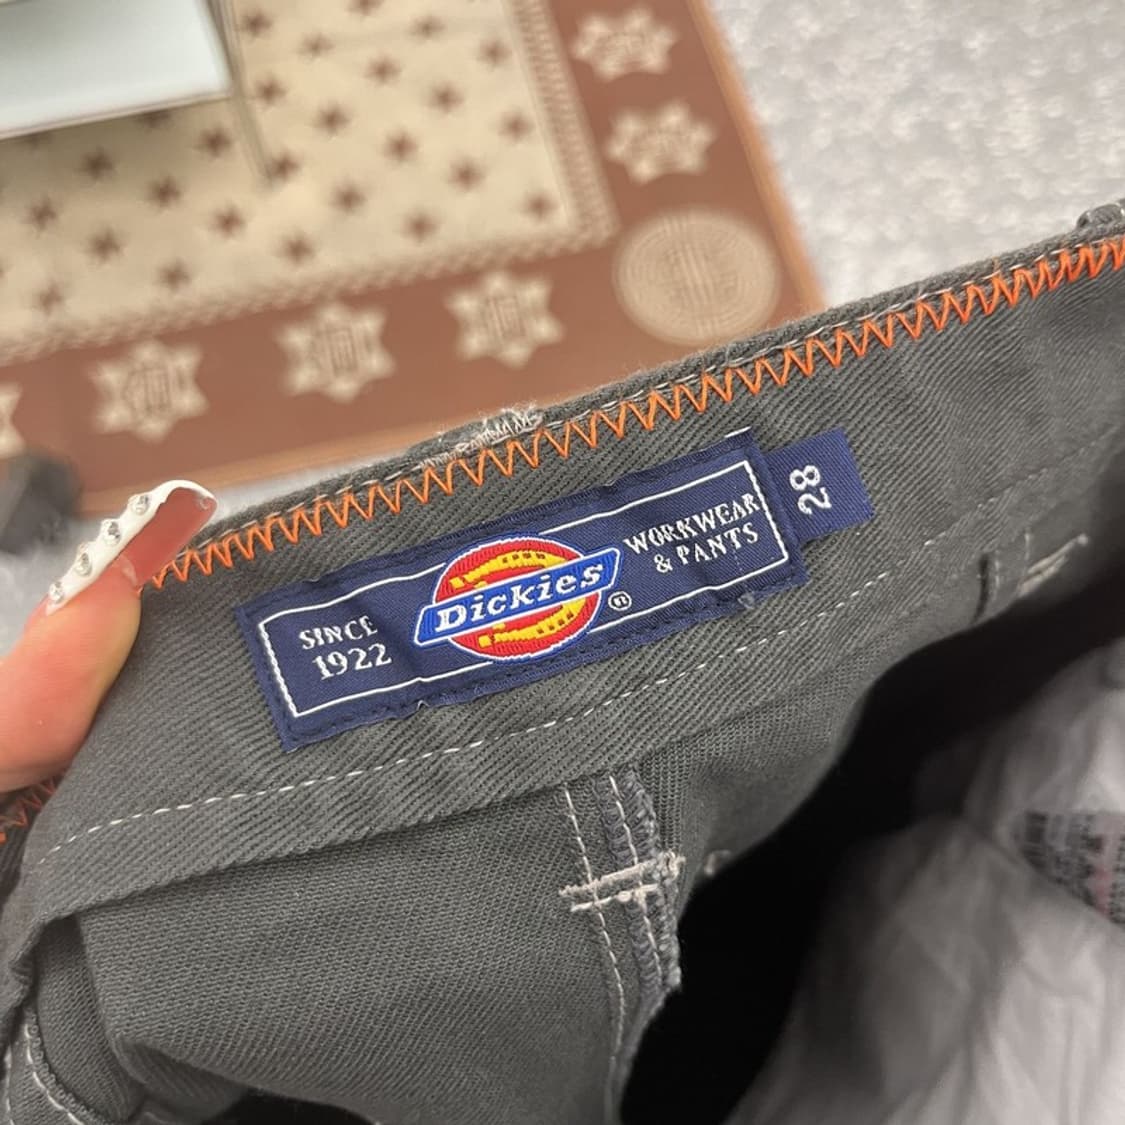 SINCE
1922
Dickies
®
WORKWEAR
& PANTS
28